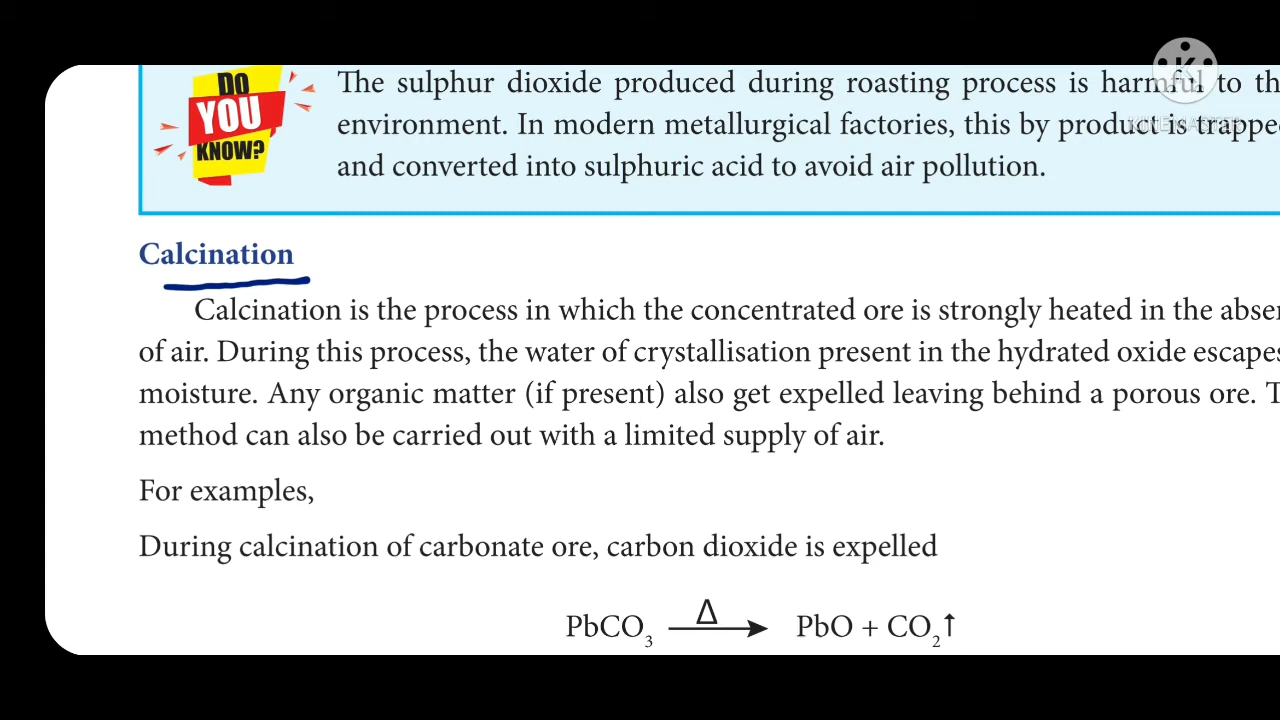 DO
YOU
KNOW?
The sulphur dioxide produced during roasting process is harmful to th
environment. In modern metallurgical factories, this by product is trappe
and converted into sulphuric acid to avoid air pollution.
KINEMASTER
Calcination
Calcination is the process in which the concentrated ore is strongly heated in the absen
of air. During this process, the water of crystallisation present in the hydrated oxide escapes
moisture. Any organic matter (if present) also get expelled leaving behind a porous ore. T
method can also be carried out with a limited supply of air.
For examples,
During calcination of carbonate ore, carbon dioxide is expelled
PbCO₃ —Δ→ PbO + CO₂↑